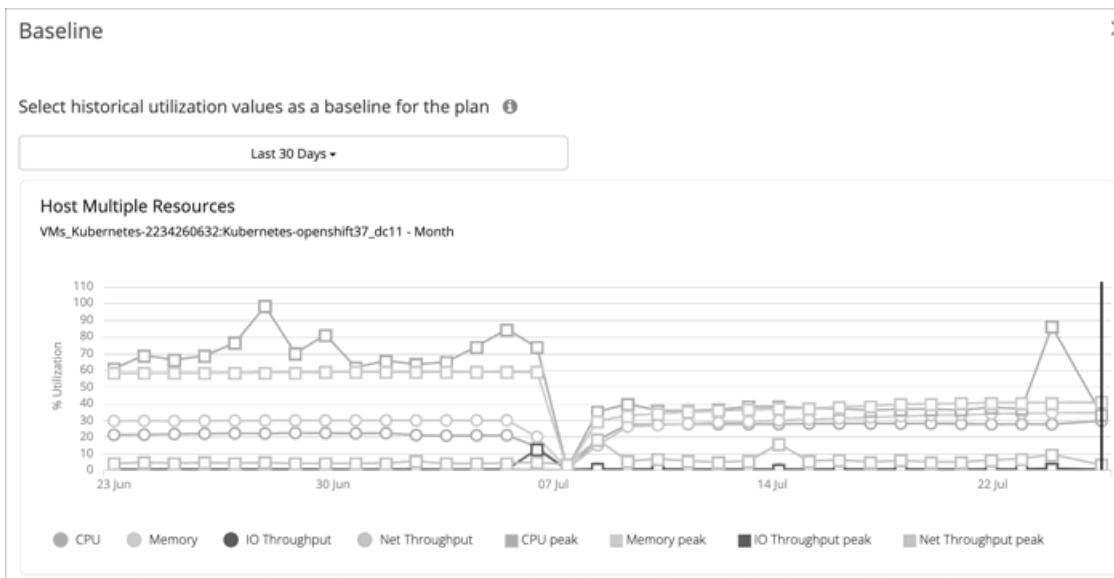 Baseline
Select historical utilization values as a baseline for the plan
Last 30 Days
Host Multiple Resources
VMs_Kubernetes-2234260632:Kubernetes-openshift37_dc11 - Month
110
100
90
80
70
60
50
40
30
20
10
0
% Utilization
23 Jun 30 Jun 07 Jul 14 Jul 22 Jul
CPU Memory IO Throughput Net Throughput CPU peak Memory peak IO Throughput peak Net Throughput peak